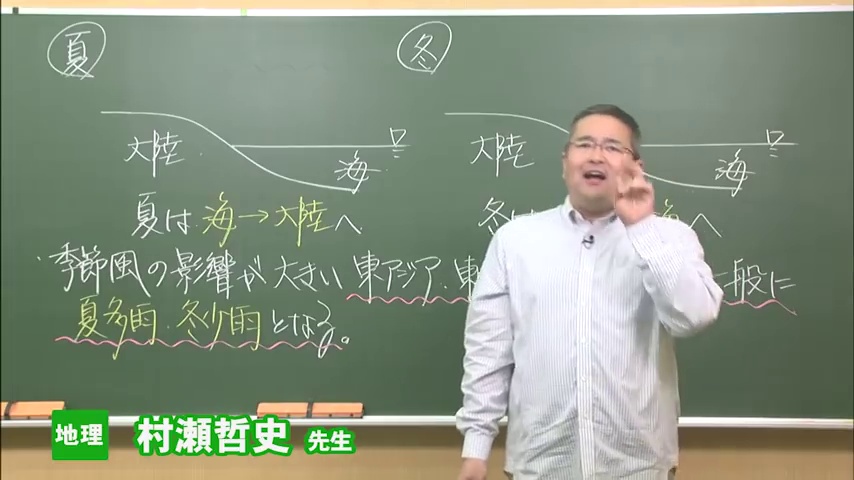 夏
冬
大陸
海
大陸
海
夏は 海→大陸へ
冬は 海へ
・季節風の影響が大きい東アジア・東 一般に
夏多雨・冬少雨となる。
地理 村瀬哲史 先生